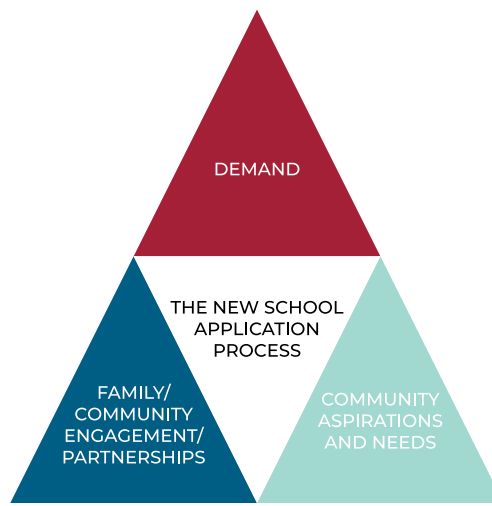 DEMAND
THE NEW SCHOOL
APPLICATION
PROCESS
FAMILY/
COMMUNITY
ENGAGEMENT/
PARTNERSHIPS
COMMUNITY
ASPIRATIONS
AND NEEDS